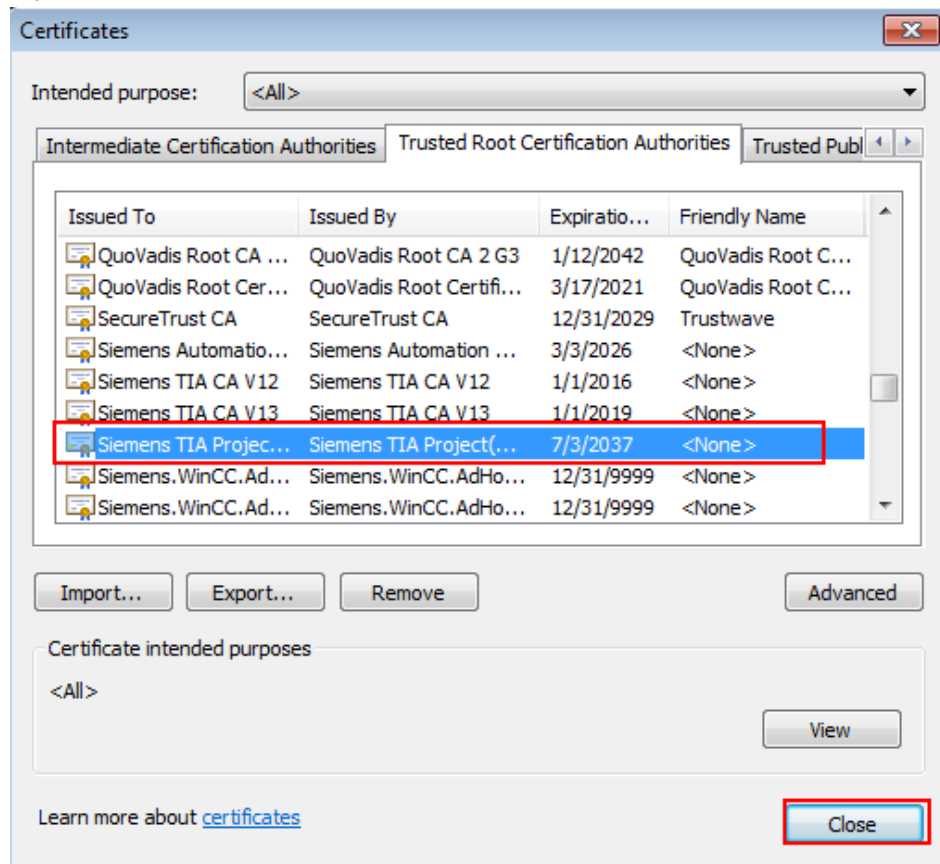 Certificates
Intended purpose: <All>
Intermediate Certification Authorities Trusted Root Certification Authorities Trusted Publ
Issued To Issued By Expiratio... Friendly Name
QuoVadis Root CA ... QuoVadis Root CA 2 G3 1/12/2042 QuoVadis Root C...
QuoVadis Root Cer... QuoVadis Root Certifi... 3/17/2021 QuoVadis Root C...
SecureTrust CA SecureTrust CA 12/31/2029 Trustwave
Siemens Automatio... Siemens Automation ... 3/3/2026 <None>
Siemens TIA CA V12 Siemens TIA CA V12 1/1/2016 <None>
Siemens TIA CA V13 Siemens TIA CA V13 1/1/2019 <None>
Siemens TIA Projec... Siemens TIA Project(... 7/3/2037 <None>
Siemens.WinCC.Ad... Siemens.WinCC.AdHo... 12/31/9999 <None>
Siemens.WinCC.Ad... Siemens.WinCC.AdHo... 12/31/9999 <None>
Import... Export... Remove Advanced
Certificate intended purposes
<All>
View
Learn more about certificates
Close